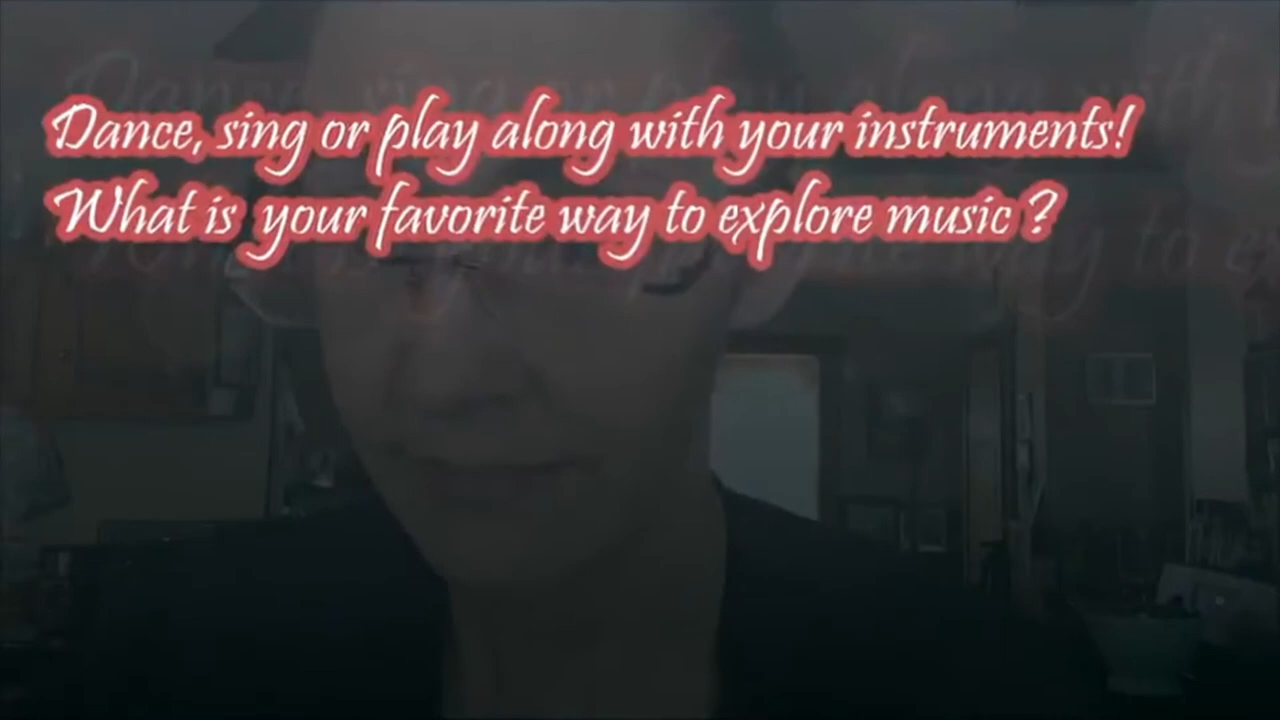 Dance, sing or play along with your instruments!
What is your favorite way to explore music ?